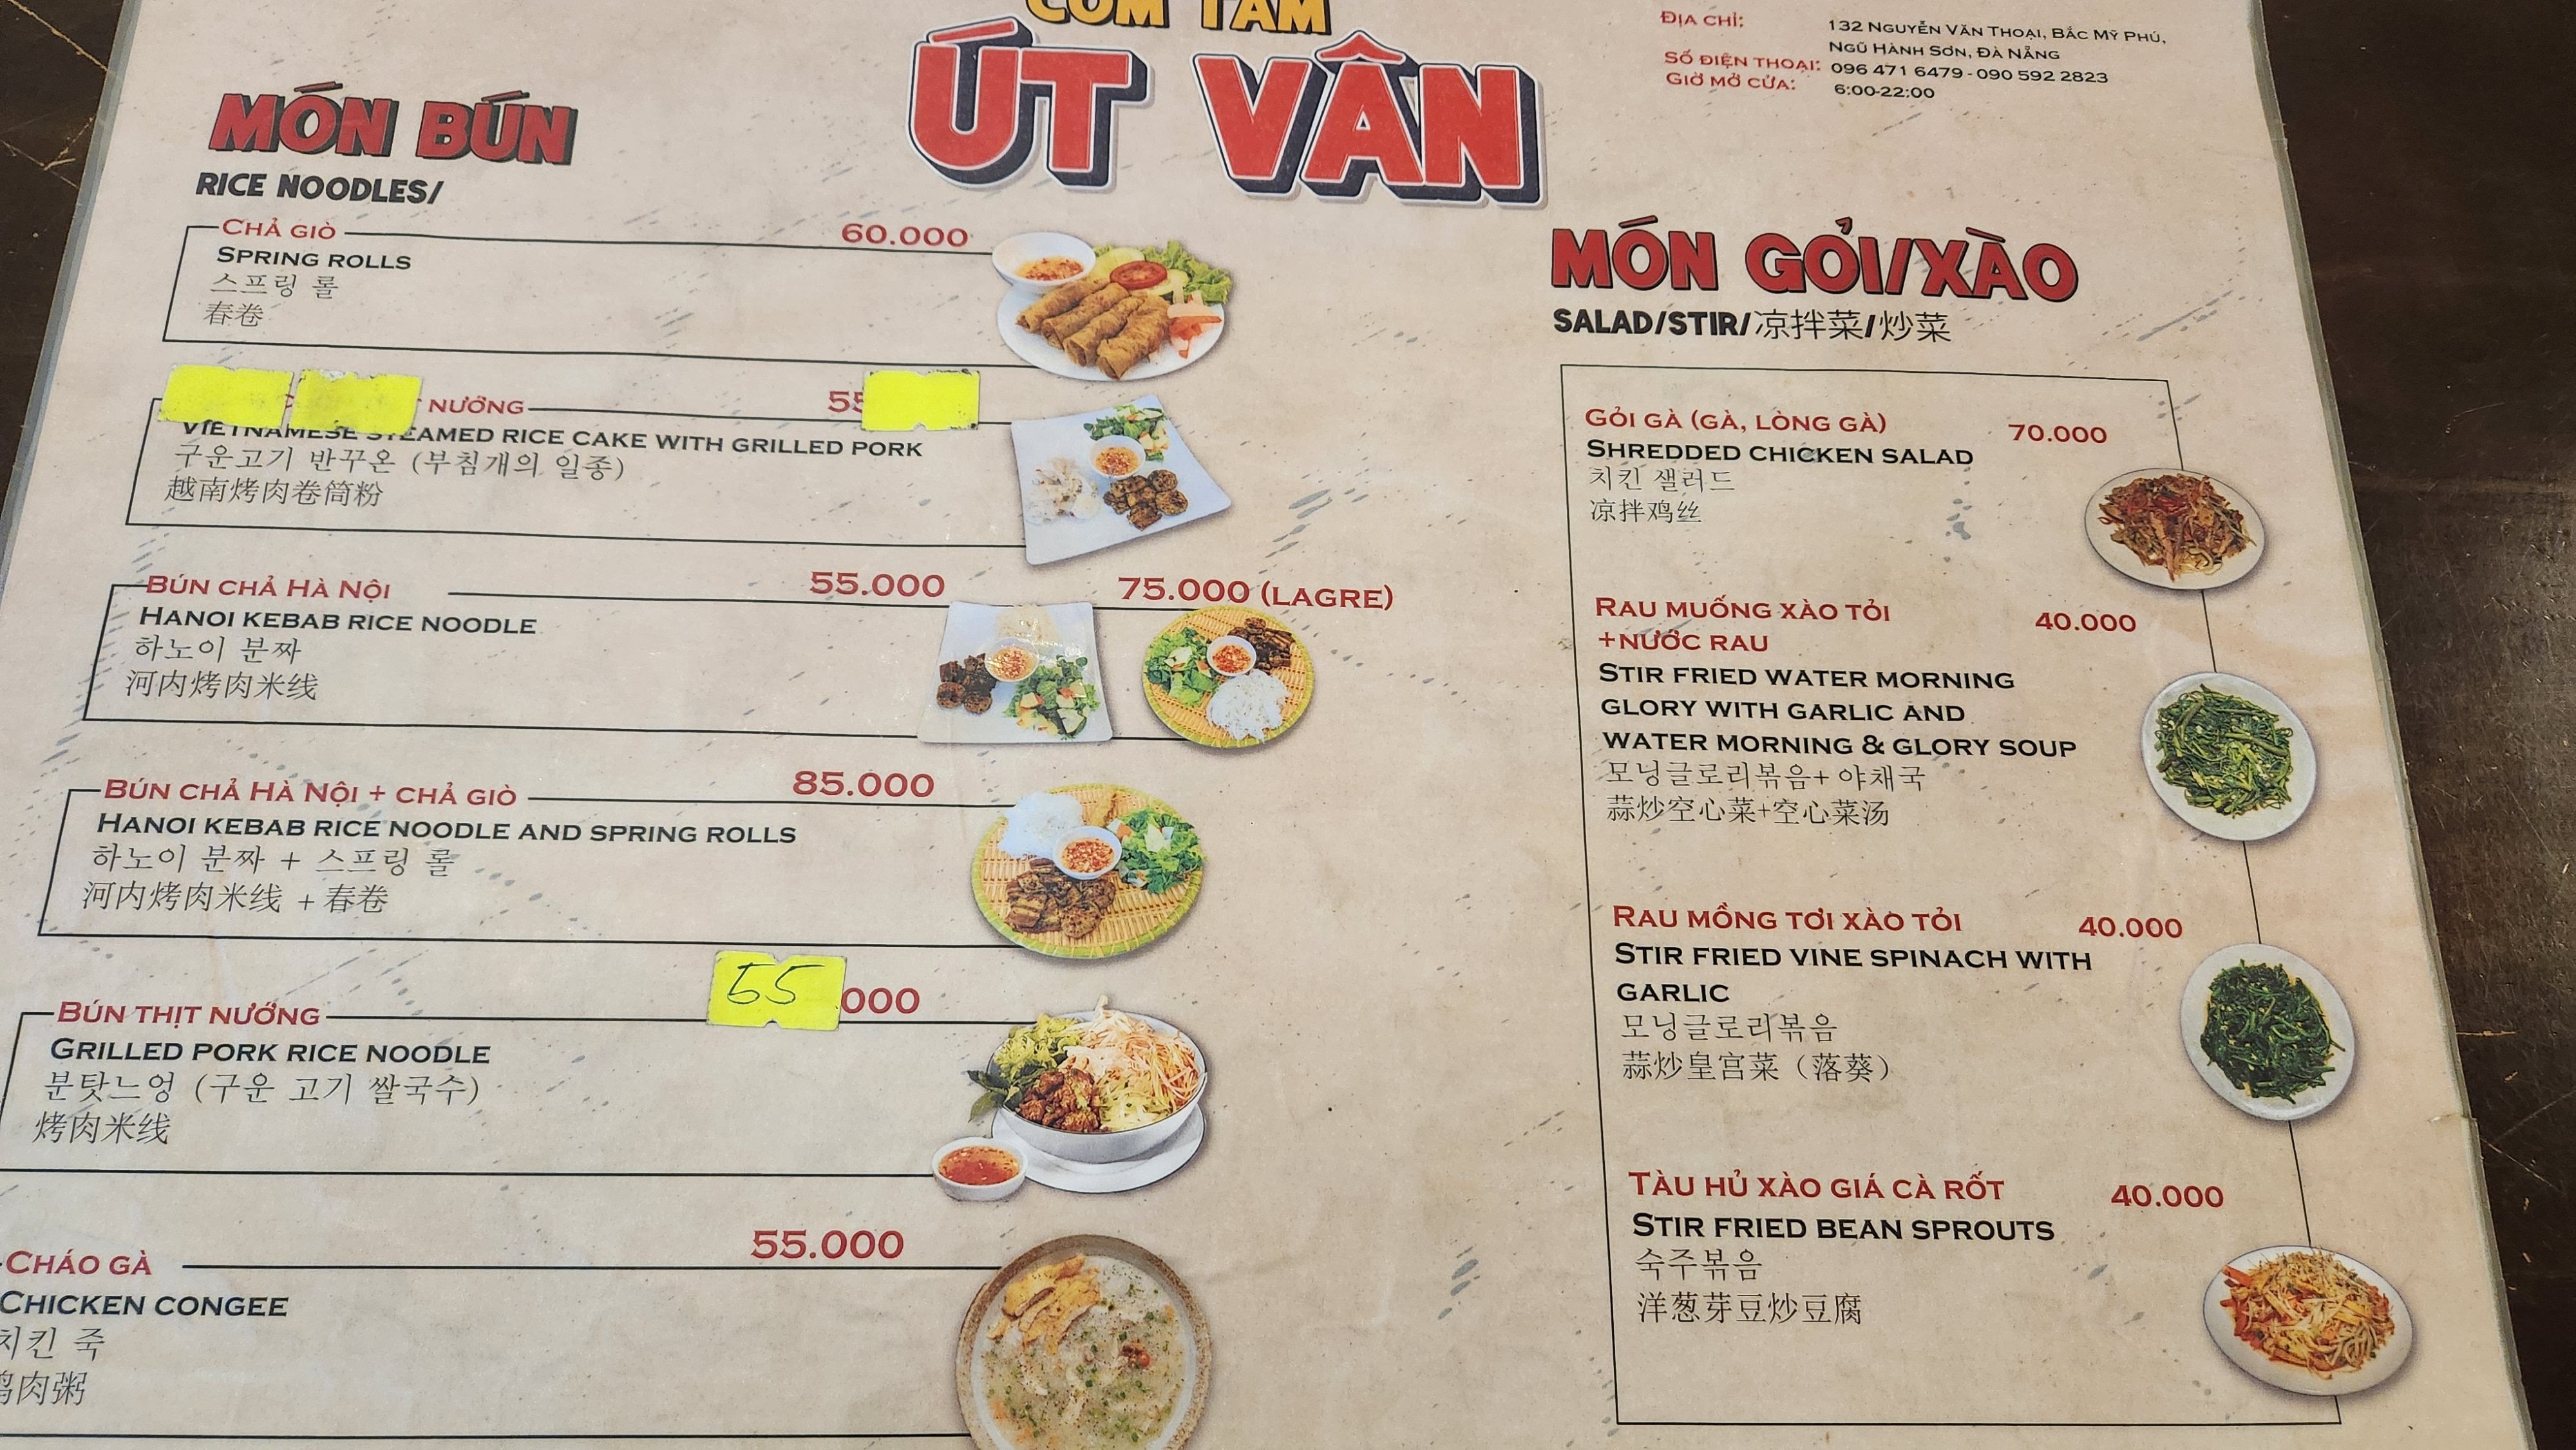 CƠM TẤM
ÚT VÂN
ĐỊA CHỈ: 132 NGUYỄN VĂN THOẠI, BẮC MỸ PHÚ,
NGŨ HÀNH SƠN, ĐÀ NẴNG
SỐ ĐIỆN THOẠI: 096 471 6479 - 090 592 2823
GIỜ MỞ CỬA: 6:00-22:00
MÓN BÚN
RICE NOODLES/
CHẢ GIÒ 60.000
SPRING ROLLS
스프링 롤
春卷
NƯỚNG 55
VIETNAMESE STEAMED RICE CAKE WITH GRILLED PORK
구운고기 반꾸온 (부침개의 일종)
越南烤肉卷筒粉
BÚN CHẢ HÀ NỘI 55.000 75.000 (LAGRE)
HANOI KEBAB RICE NOODLE
하노이 분짜
河内烤肉米线
BÚN CHẢ HÀ NỘI + CHẢ GIÒ 85.000
HANOI KEBAB RICE NOODLE AND SPRING ROLLS
하노이 분짜 + 스프링 롤
河内烤肉米线 + 春卷
BÚN THỊT NƯỚNG 55 000
GRILLED PORK RICE NOODLE
분탓느엉 (구운 고기 쌀국수)
烤肉米线
CHÁO GÀ 55.000
CHICKEN CONGEE
치킨 죽
鸡肉粥
MÓN GỎI/XÀO
SALAD/STIR/凉拌菜/炒菜
GỎI GÀ (GÀ, LÒNG GÀ) 70.000
SHREDDED CHICKEN SALAD
치킨 샐러드
凉拌鸡丝
RAU MUỐNG XÀO TỎI 40.000
+NƯỚC RAU
STIR FRIED WATER MORNING
GLORY WITH GARLIC AND
WATER MORNING & GLORY SOUP
모닝글로리볶음+ 야채국
蒜炒空心菜+空心菜汤
RAU MỒNG TƠI XÀO TỎI 40.000
STIR FRIED VINE SPINACH WITH
GARLIC
모닝글로리볶음
蒜炒皇宫菜（落葵）
TÀU HỦ XÀO GIÁ CÀ RỐT 40.000
STIR FRIED BEAN SPROUTS
숙주볶음
洋葱芽豆炒豆腐